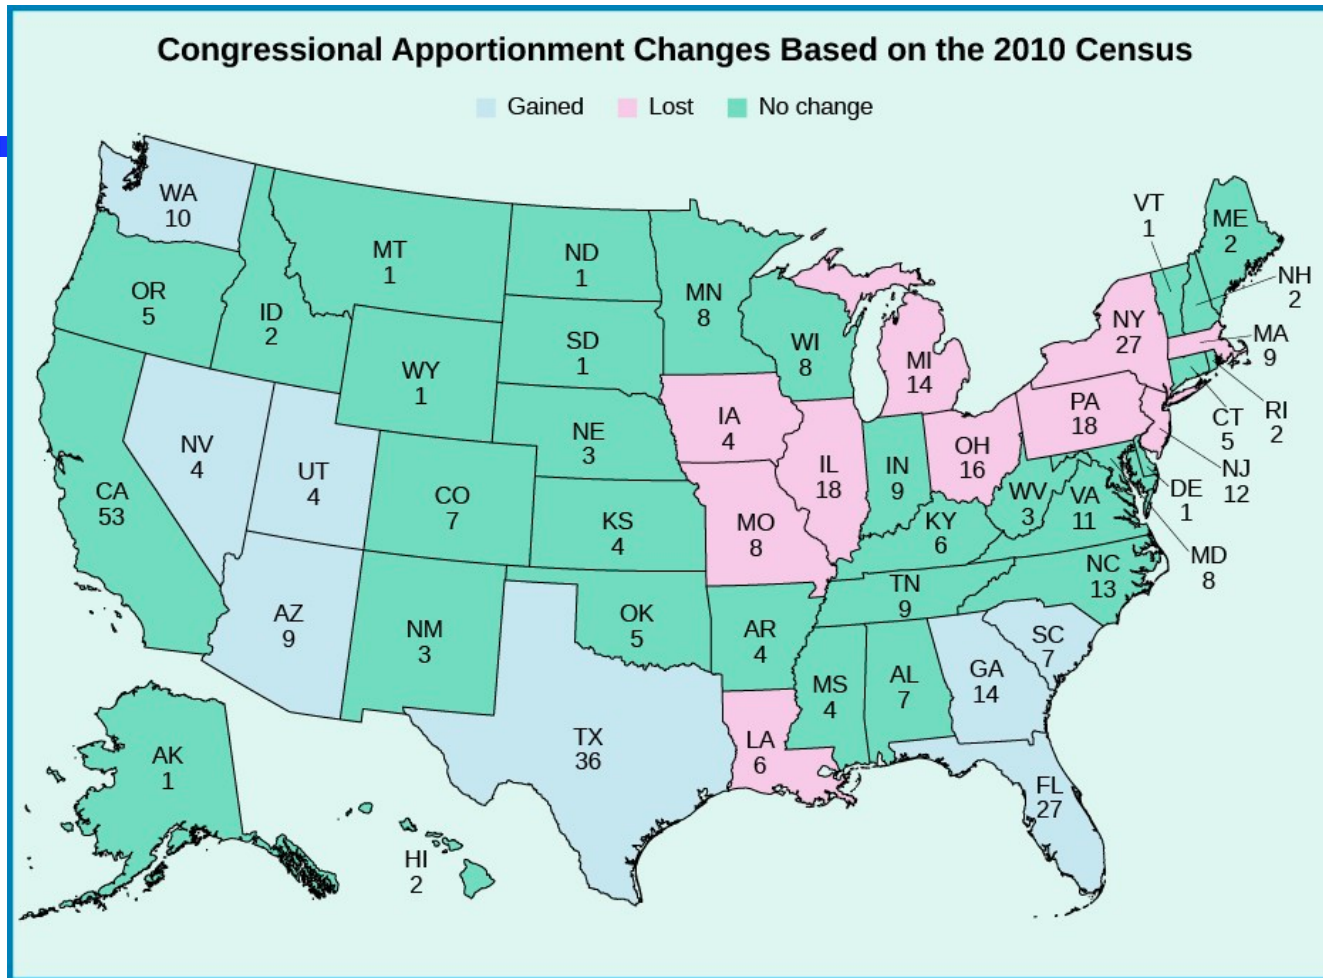 Congressional Apportionment Changes Based on the 2010 Census
Gained Lost No change
WA
10
OR
5
ID
2
MT
1
ND
1
MN
8
SD
1
WY
1
WI
8
MI
14
NY
27
VT
1
ME
2
NH
2
MA
9
RI
2
CT
5
NJ
12
DE
1
MD
8
PA
18
OH
16
IN
9
IL
18
IA
4
NE
3
NV
4
UT
4
CO
7
CA
53
KS
4
MO
8
KY
6
WV
3
VA
11
NC
13
TN
9
SC
7
GA
14
AL
7
MS
4
AR
4
OK
5
NM
3
AZ
9
TX
36
LA
6
FL
27
AK
1
HI
2